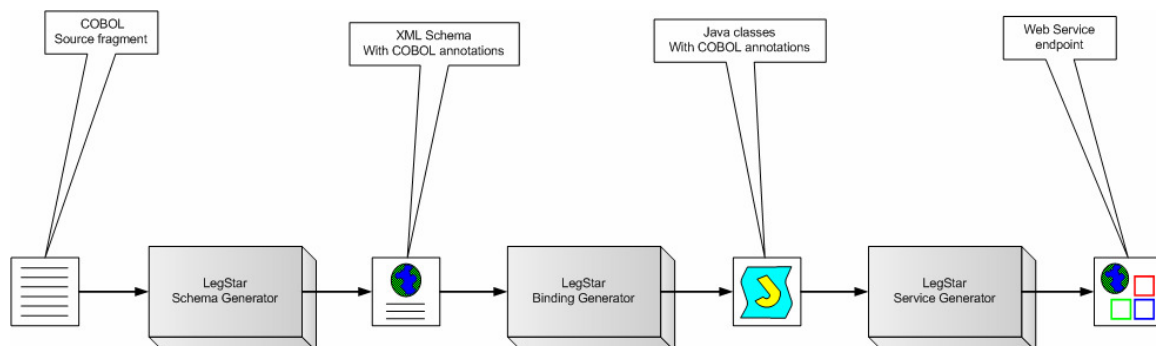 COBOL
Source fragment
XML Schema
With COBOL annotations
Java classes
With COBOL annotations
Web Service
endpoint
LegStar
Schema Generator
LegStar
Binding Generator
LegStar
Service Generator